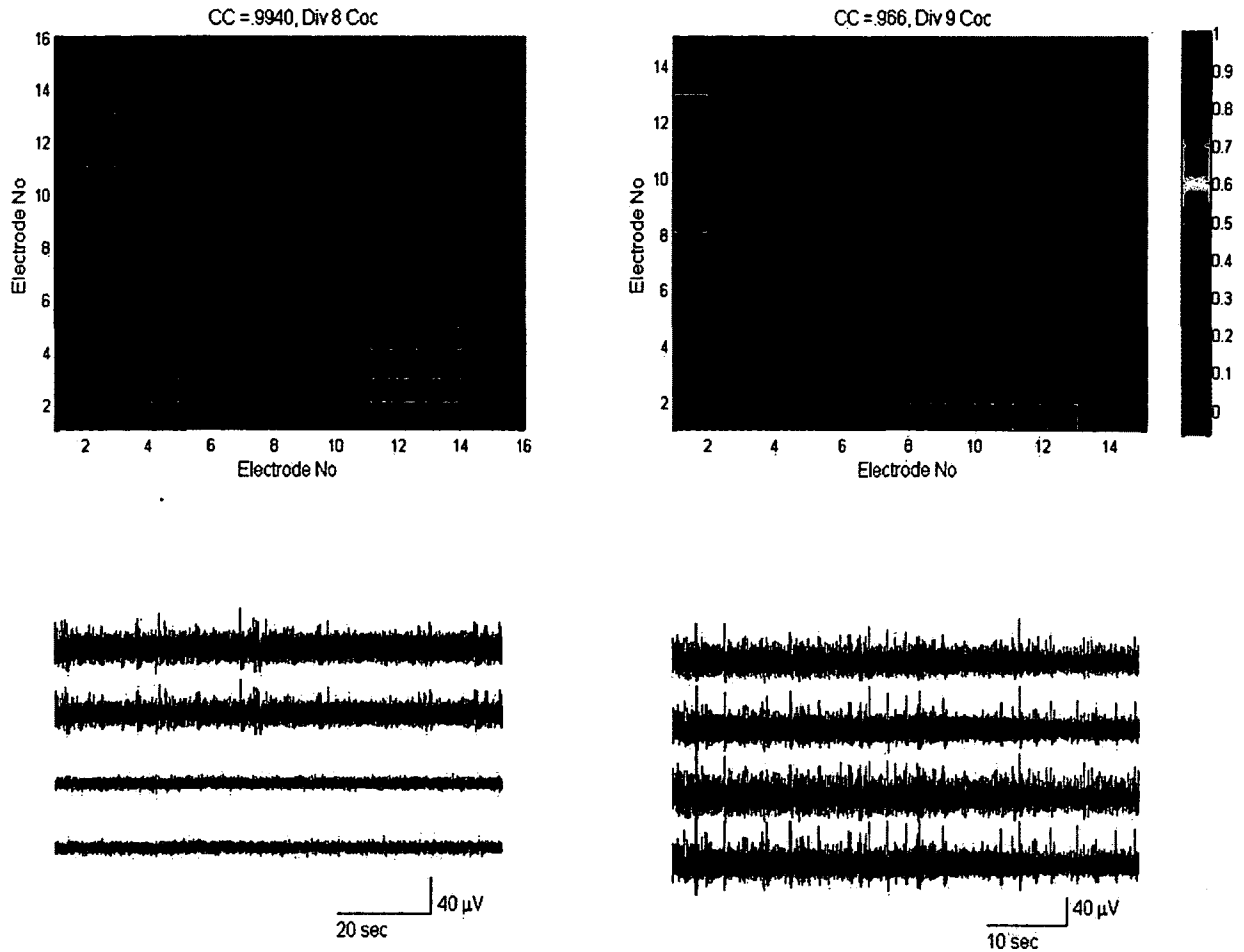 CC =.9940, Div 8 Coc
16
14
12
10
8
6
4
2
Electrode No
2 4 6 8 10 12 14 16
Electrode No
CC =.966, Div 9 Coc
14
12
10
8
6
4
2
Electrode No
2 4 6 8 10 12 14
Electrode No
1
0.9
0.8
0.7
0.6
0.5
0.4
0.3
0.2
0.1
0
40 µV
20 sec
40 µV
10 sec